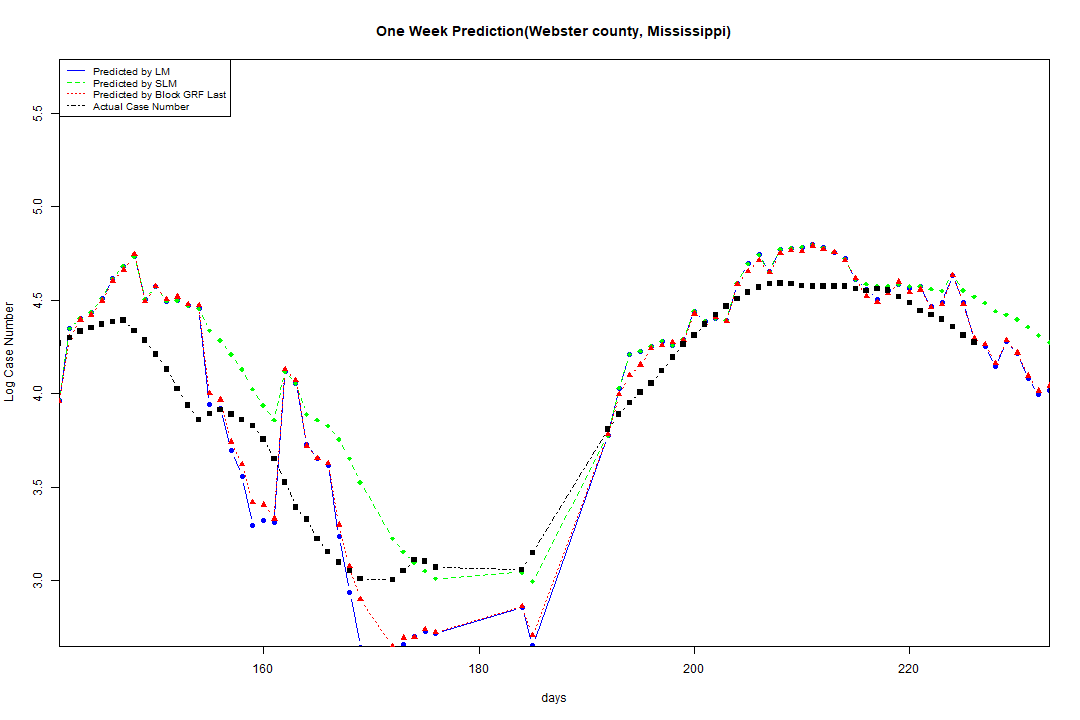 One Week Prediction(Webster county, Mississippi)
Predicted by LM
Predicted by SLM
Predicted by Block GRF Last
Actual Case Number
5.5
5.0
4.5
4.0
3.5
3.0
Log Case Number
160 180 200 220
days